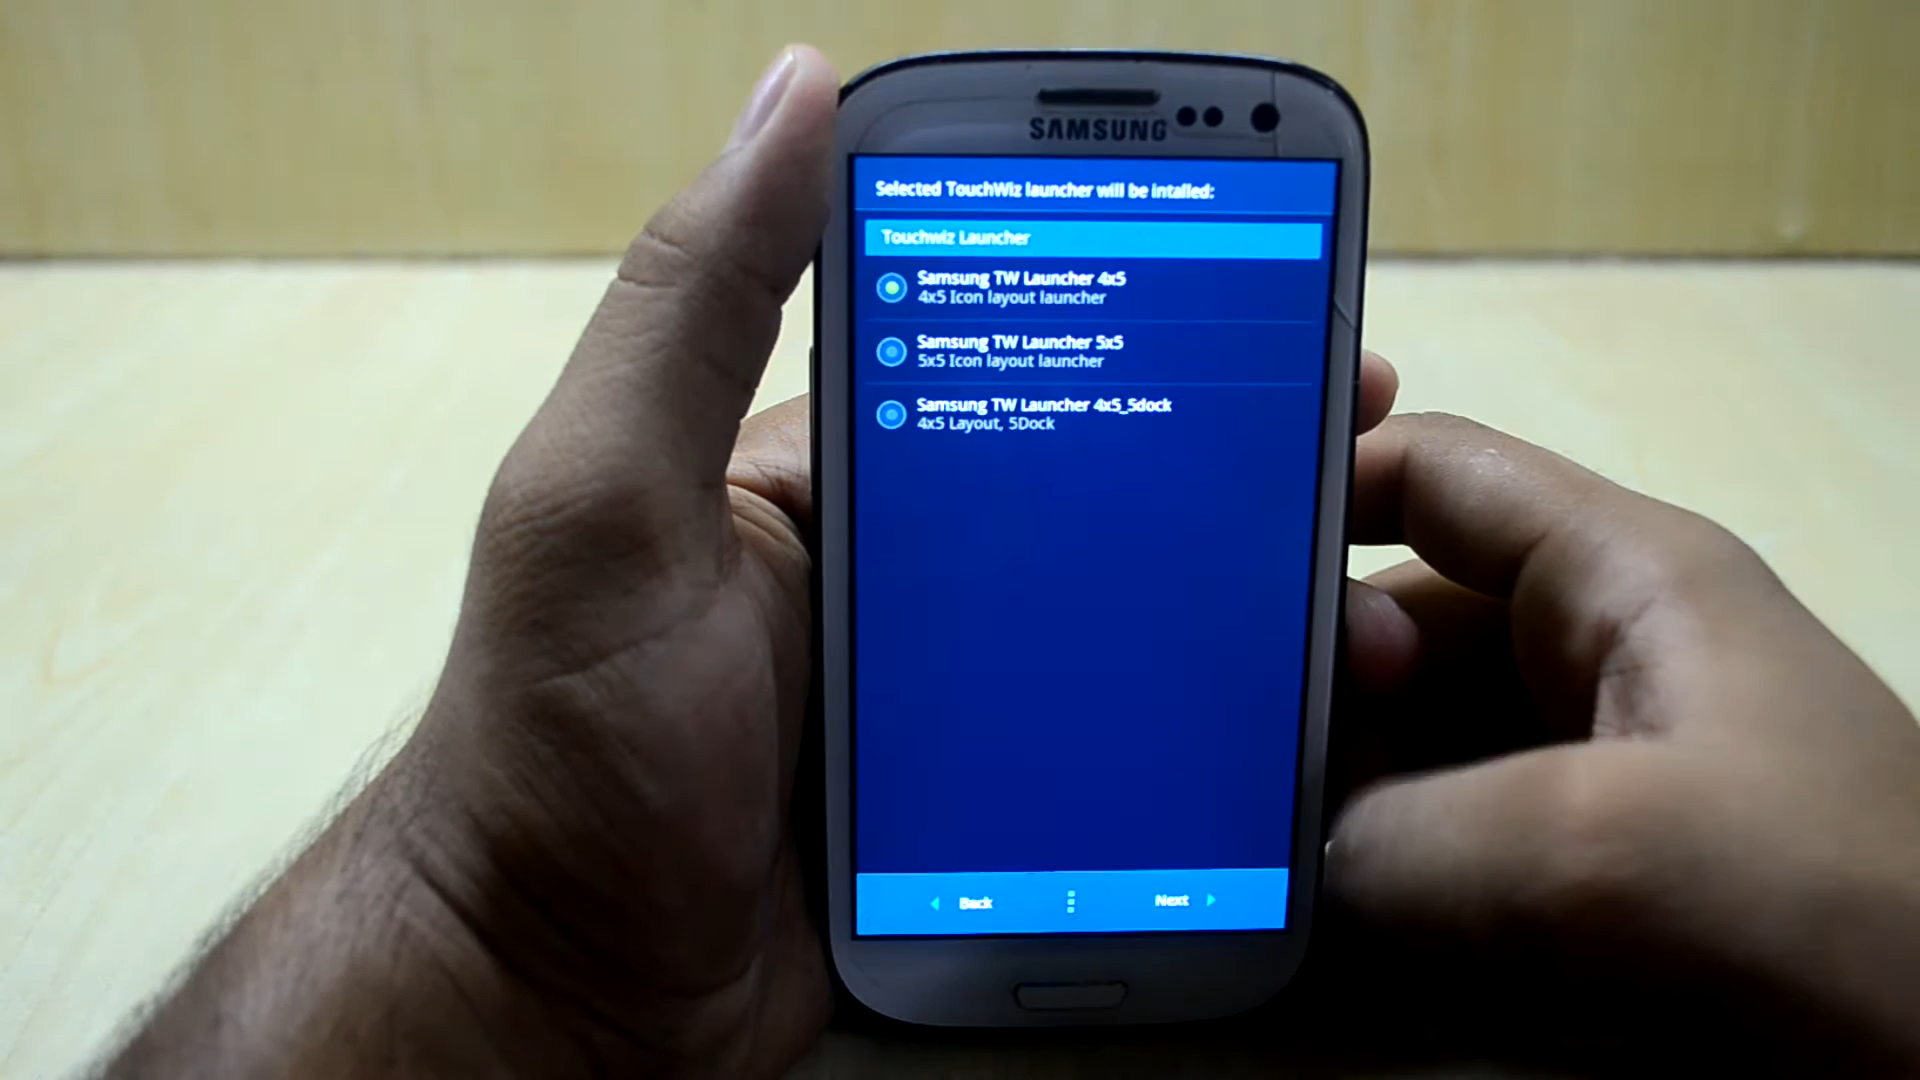 SAMSUNG
Selected TouchWiz launcher will be intalled:
Touchwiz Launcher
Samsung TW Launcher 4x5
4x5 Icon layout launcher
Samsung TW Launcher 5x5
5x5 Icon layout launcher
Samsung TW Launcher 4x5_5dock
4x5 Layout, 5Dock
Back
Next